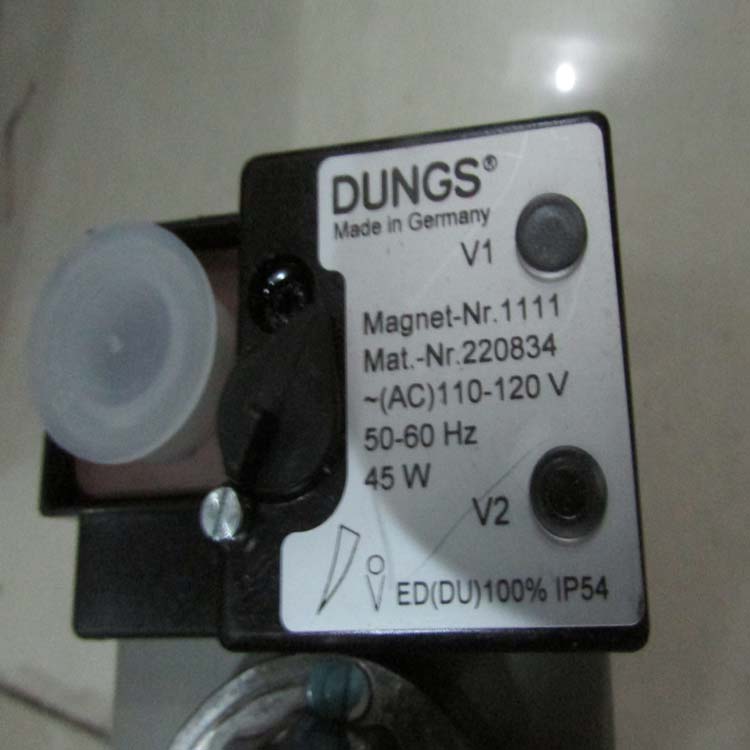 DUNGS®
Made in Germany
V1
Magnet-Nr.1111
Mat.-Nr.220834
~(AC)110-120 V
50-60 Hz
45 W
V2
ED(DU)100% IP54